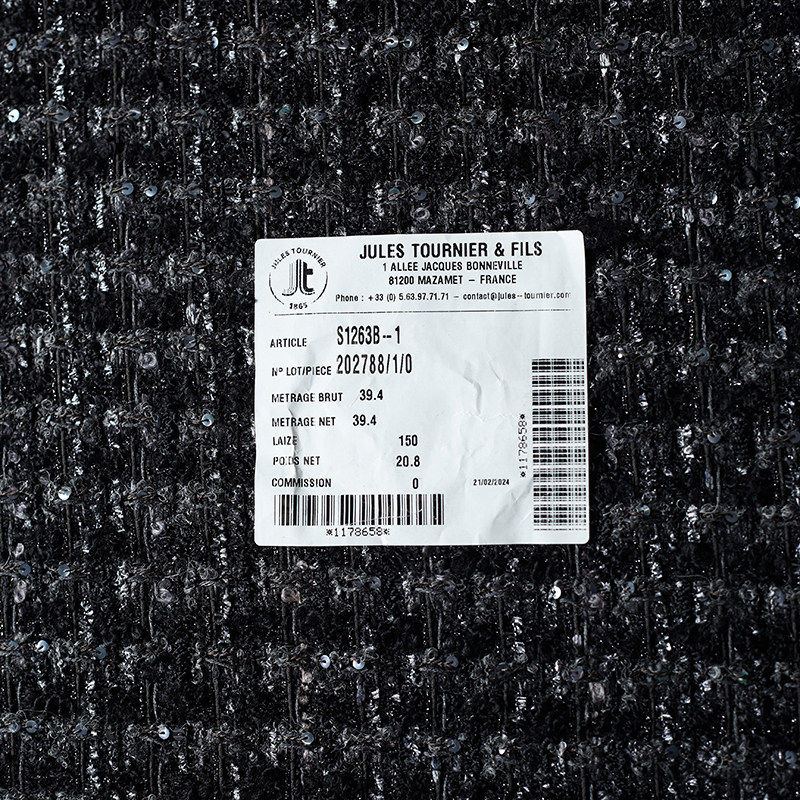 JULES TOURNIER
Jt
1865
JULES TOURNIER & FILS
1 ALLEE JACQUES BONNEVILLE
81200 MAZAMET – FRANCE
Phone : +33 (0) 5.63.97.71.71 – contact@jules-tournier.com
ARTICLE S1263B--1
Nº LOT/PIECE 202788/1/0
METRAGE BRUT 39.4
METRAGE NET 39.4
LAIZE 150
POIDS NET 20.8
COMMISSION 0
21/02/2024
*1178658*
*1178658*